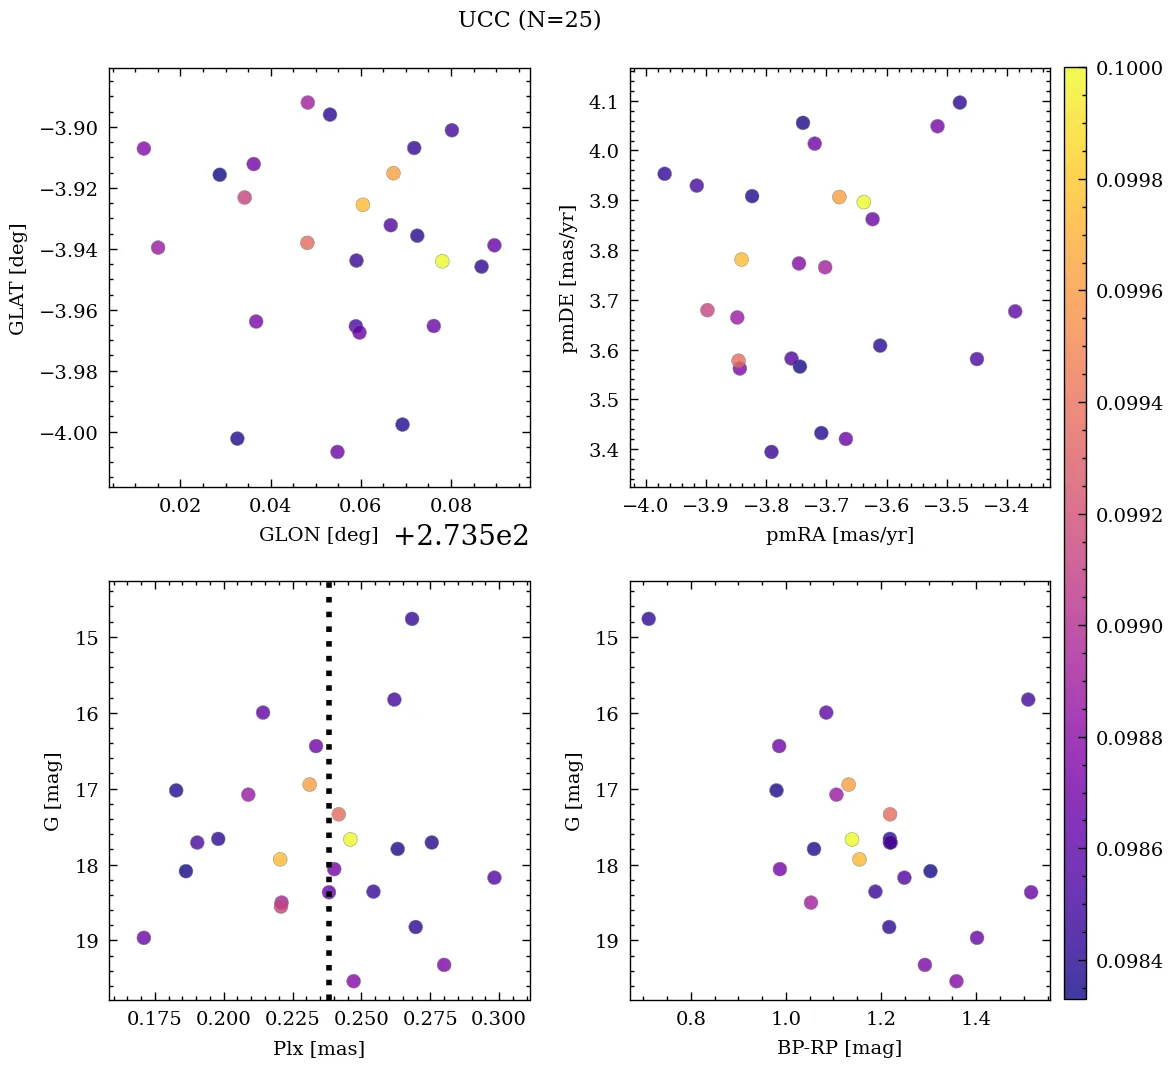 UCC (N=25)
−3.90
−3.92
−3.94
−3.96
−3.98
−4.00
GLAT [deg]
0.02 0.04 0.06 0.08
GLON [deg] +2.735e2
4.1
4.0
3.9
3.8
3.7
3.6
3.5
3.4
pmDE [mas/yr]
−4.0 −3.9 −3.8 −3.7 −3.6 −3.5 −3.4
pmRA [mas/yr]
15
16
17
18
19
G [mag]
0.175 0.200 0.225 0.250 0.275 0.300
Plx [mas]
15
16
17
18
19
G [mag]
0.8 1.0 1.2 1.4
BP-RP [mag]
0.1000
0.0998
0.0996
0.0994
0.0992
0.0990
0.0988
0.0986
0.0984